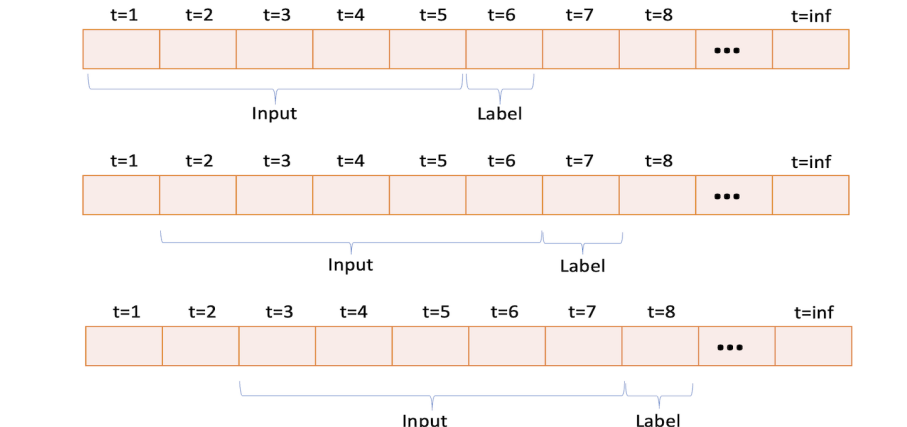 t=1 t=2 t=3 t=4 t=5 t=6 t=7 t=8 t=inf
...
Input Label
t=1 t=2 t=3 t=4 t=5 t=6 t=7 t=8 t=inf
...
Input Label
t=1 t=2 t=3 t=4 t=5 t=6 t=7 t=8 t=inf
...
Input Label